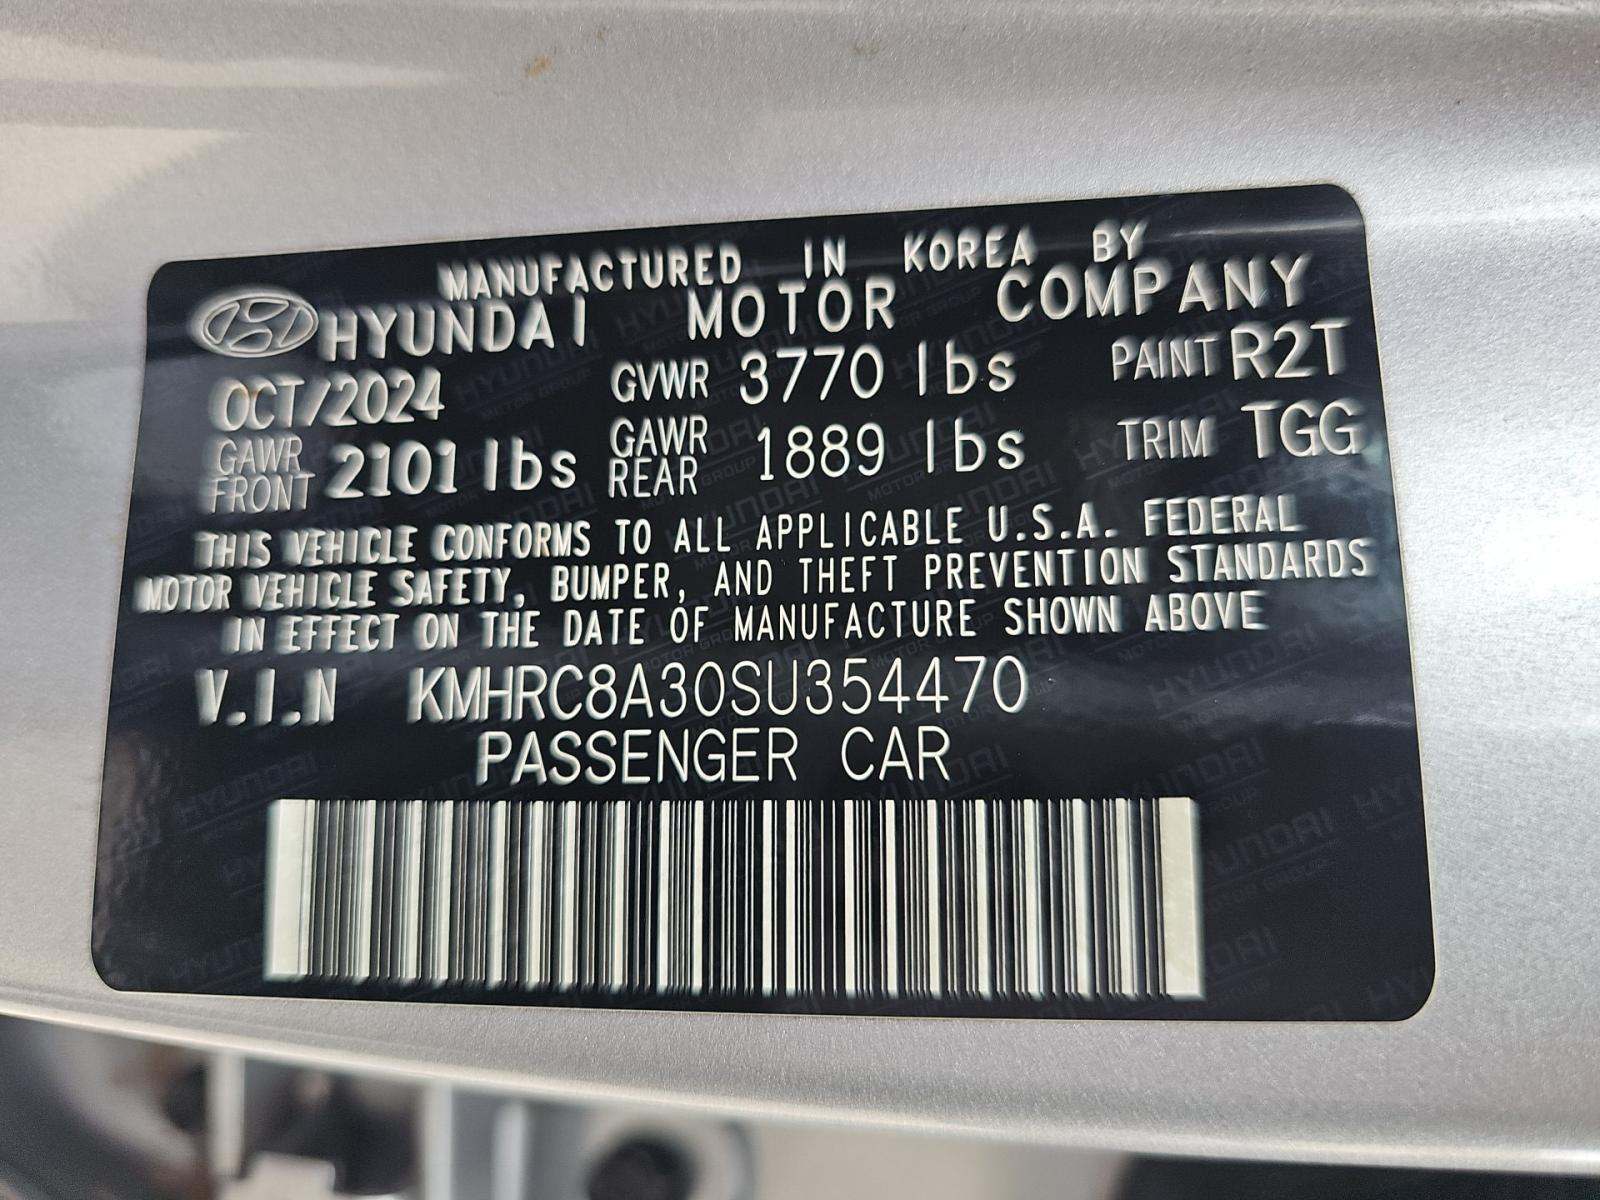 MANUFACTURED IN KOREA BY
HYUNDAI MOTOR COMPANY
OCT/2024 GVWR 3770 lbs PAINT R2T
GAWR FRONT 2101 lbs GAWR REAR 1889 lbs TRIM TGG
THIS VEHICLE CONFORMS TO ALL APPLICABLE U.S.A. FEDERAL
MOTOR VEHICLE SAFETY, BUMPER, AND THEFT PREVENTION STANDARDS
IN EFFECT ON THE DATE OF MANUFACTURE SHOWN ABOVE
V.I.N KMHRC8A30SU354470
PASSENGER CAR